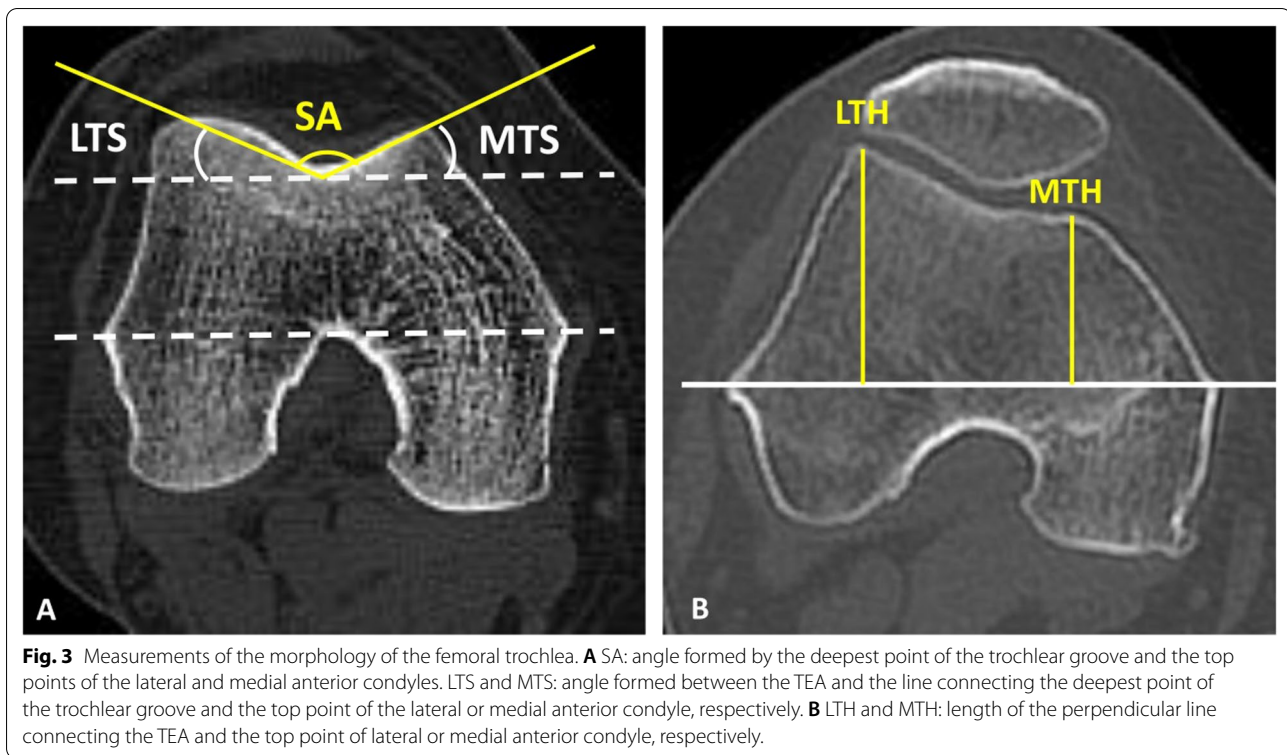 LTS SA MTS
A
LTH
MTH
B
Fig. 3 Measurements of the morphology of the femoral trochlea. A SA: angle formed by the deepest point of the trochlear groove and the top
points of the lateral and medial anterior condyles. LTS and MTS: angle formed between the TEA and the line connecting the deepest point of
the trochlear groove and the top point of the lateral or medial anterior condyle, respectively. B LTH and MTH: length of the perpendicular line
connecting the TEA and the top point of lateral or medial anterior condyle, respectively.